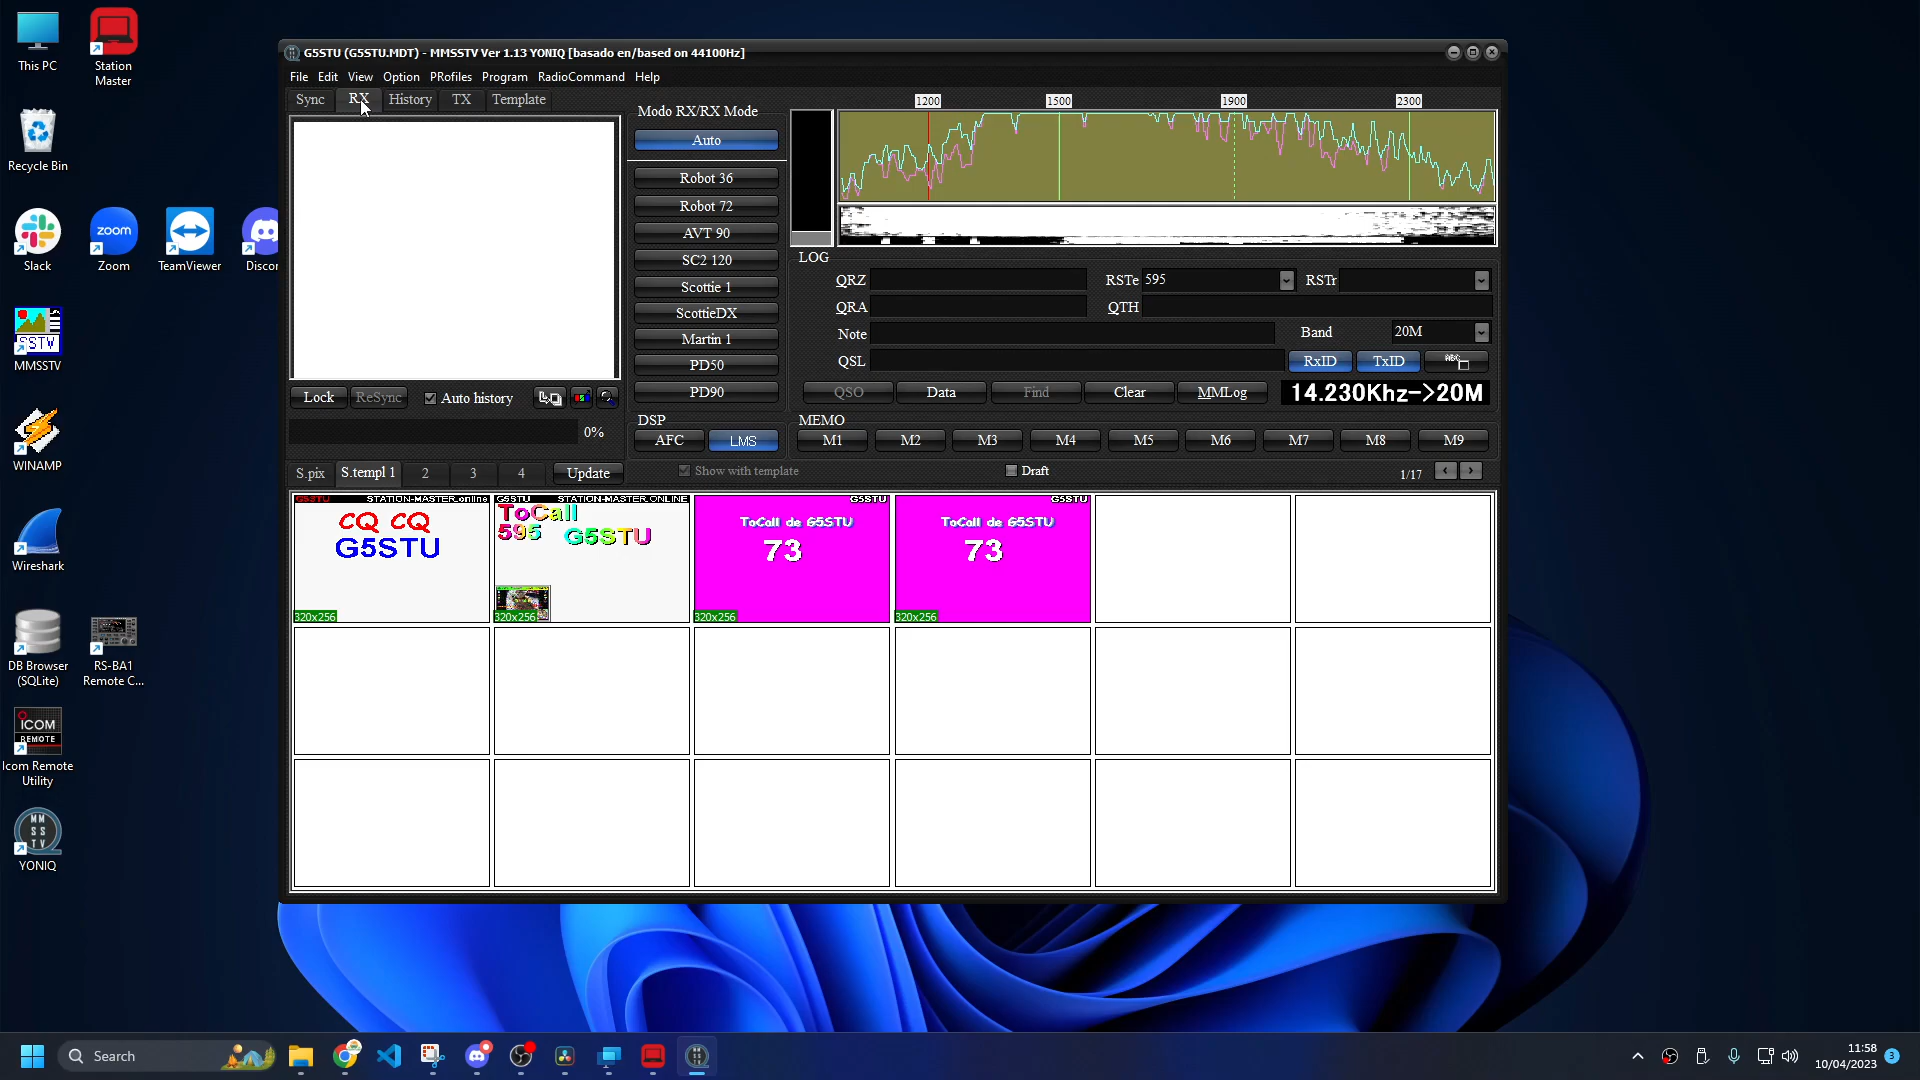 This PC
Station
Master
Recycle Bin
Slack
zoom
Zoom
TeamViewer
Discor
SSTV
MMSSTV
WINAMP
Wireshark
DB Browser
(SQLite)
RS-BA1
Remote C...
ICOM
REMOTE
Icom Remote
Utility
MM
SS
TV
YONIQ
G5STU (G5STU.MDT) - MMSSTV Ver 1.13 YONIQ [basado en/based on 44100Hz]
File Edit View Option PRofiles Program RadioCommand Help
Sync RX History TX Template
Modo RX/RX Mode
Auto
Robot 36
Robot 72
AVT 90
SC2 120
Scottie 1
ScottieDX
Martin 1
PD50
PD90
1200 1500 1900 2300
LOG
QRZ RSTe 595 RSTr
QRA QTH
Note Band 20M
QSL RxID TxID ABC
QSO Data Find Clear MMLog 14.230Khz->20M
Lock ReSync Auto history
0%
DSP
AFC LMS
MEMO
M1 M2 M3 M4 M5 M6 M7 M8 M9
S.pix S.templ 1 2 3 4 Update Show with template Draft 1/17
G5STU STATION-MASTER.online
CQ CQ
G5STU
320x256
G5STU STATION-MASTER.ONLINE
ToCall
595 G5STU
320x256
G5STU
ToCall de G5STU
73
320x256
G5STU
ToCall de G5STU
73
320x256
Search
11:58
10/04/2023
3